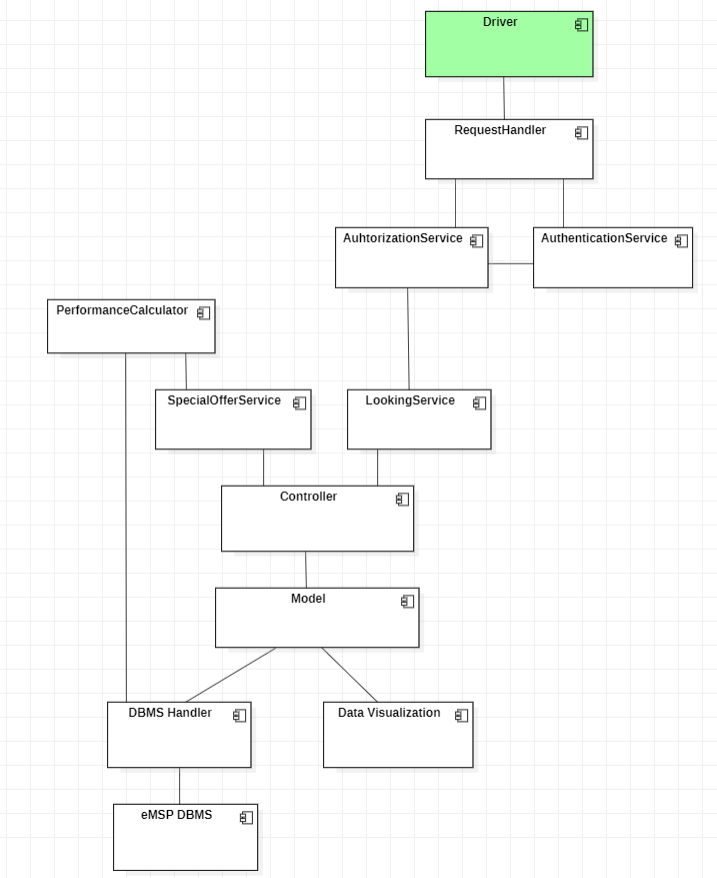 Driver
RequestHandler
AuhtorizationService
AuthenticationService
PerformanceCalculator
SpecialOfferService
LookingService
Controller
Model
DBMS Handler
Data Visualization
eMSP DBMS